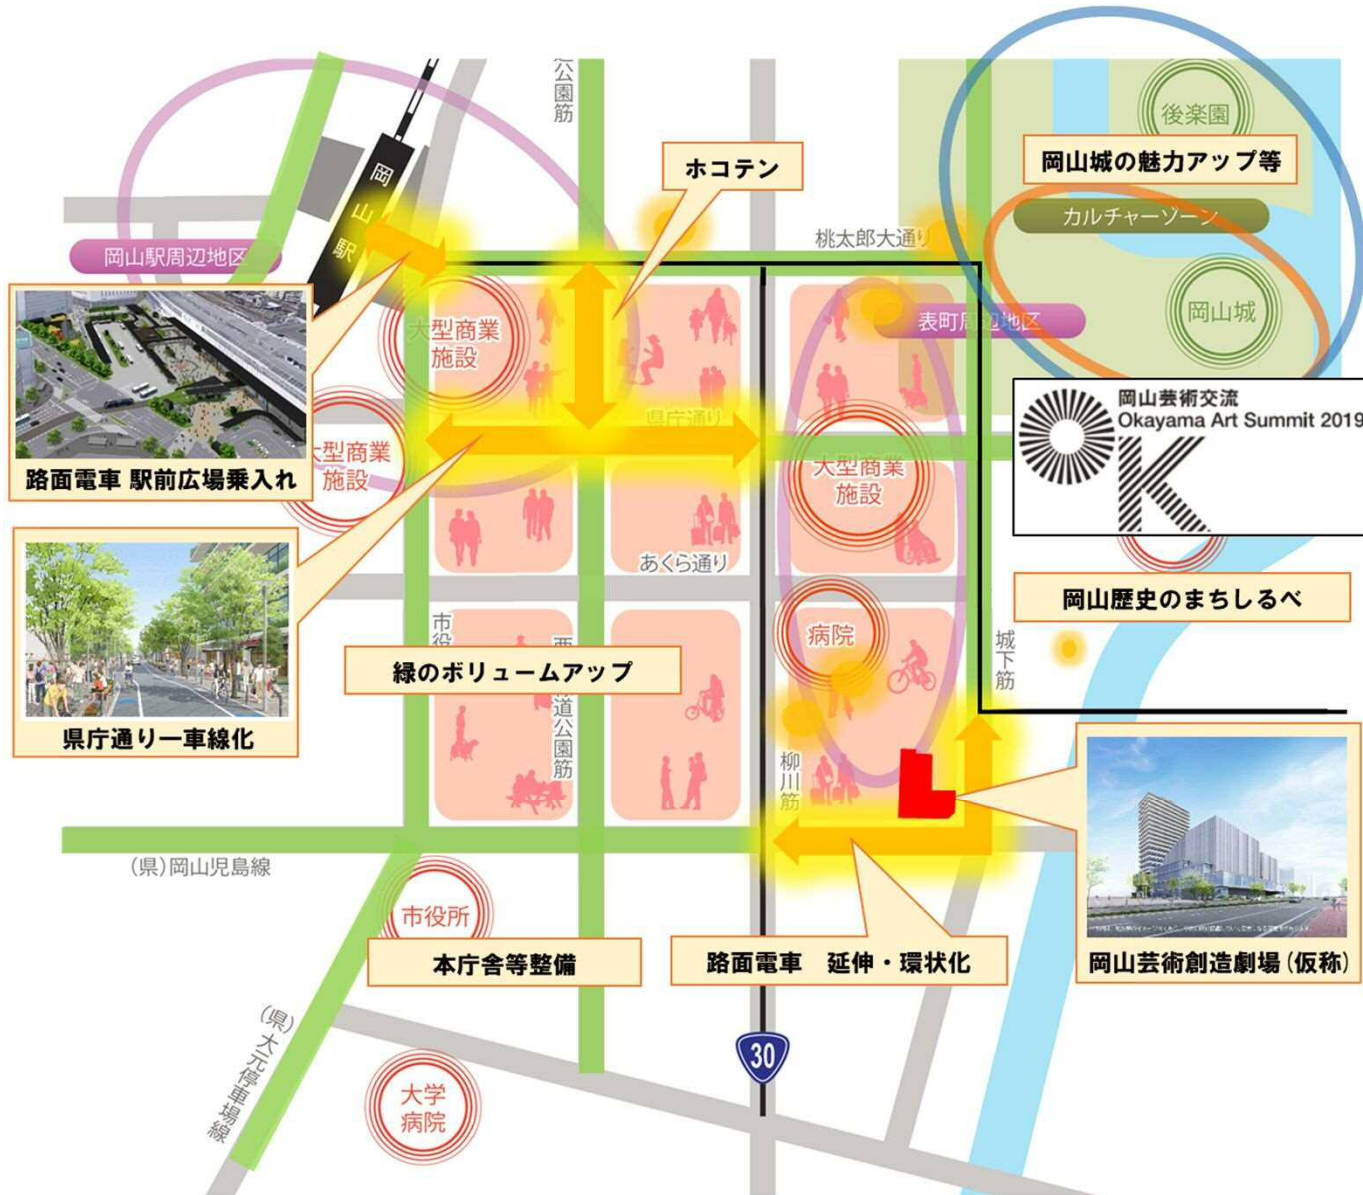 公園筋
後楽園
岡山城の魅力アップ等
ホコテン
岡山駅
カルチャーゾーン
桃太郎大通り
岡山駅周辺地区
岡山城
大型商業
施設
表町周辺地区
岡山芸術交流
Okayama Art Summit 2019
県庁通り
大型商業
施設
大型商業
施設
路面電車 駅前広場乗入れ
あくら通り
岡山歴史のまちしるべ
市役
病院
城下筋
緑のボリュームアップ
西
道公園筋
県庁通り一車線化
柳川筋
(県)岡山児島線
市役所
本庁舎等整備
路面電車 延伸・環状化
岡山芸術創造劇場(仮称)
(県)大元停車場線
30
大学
病院